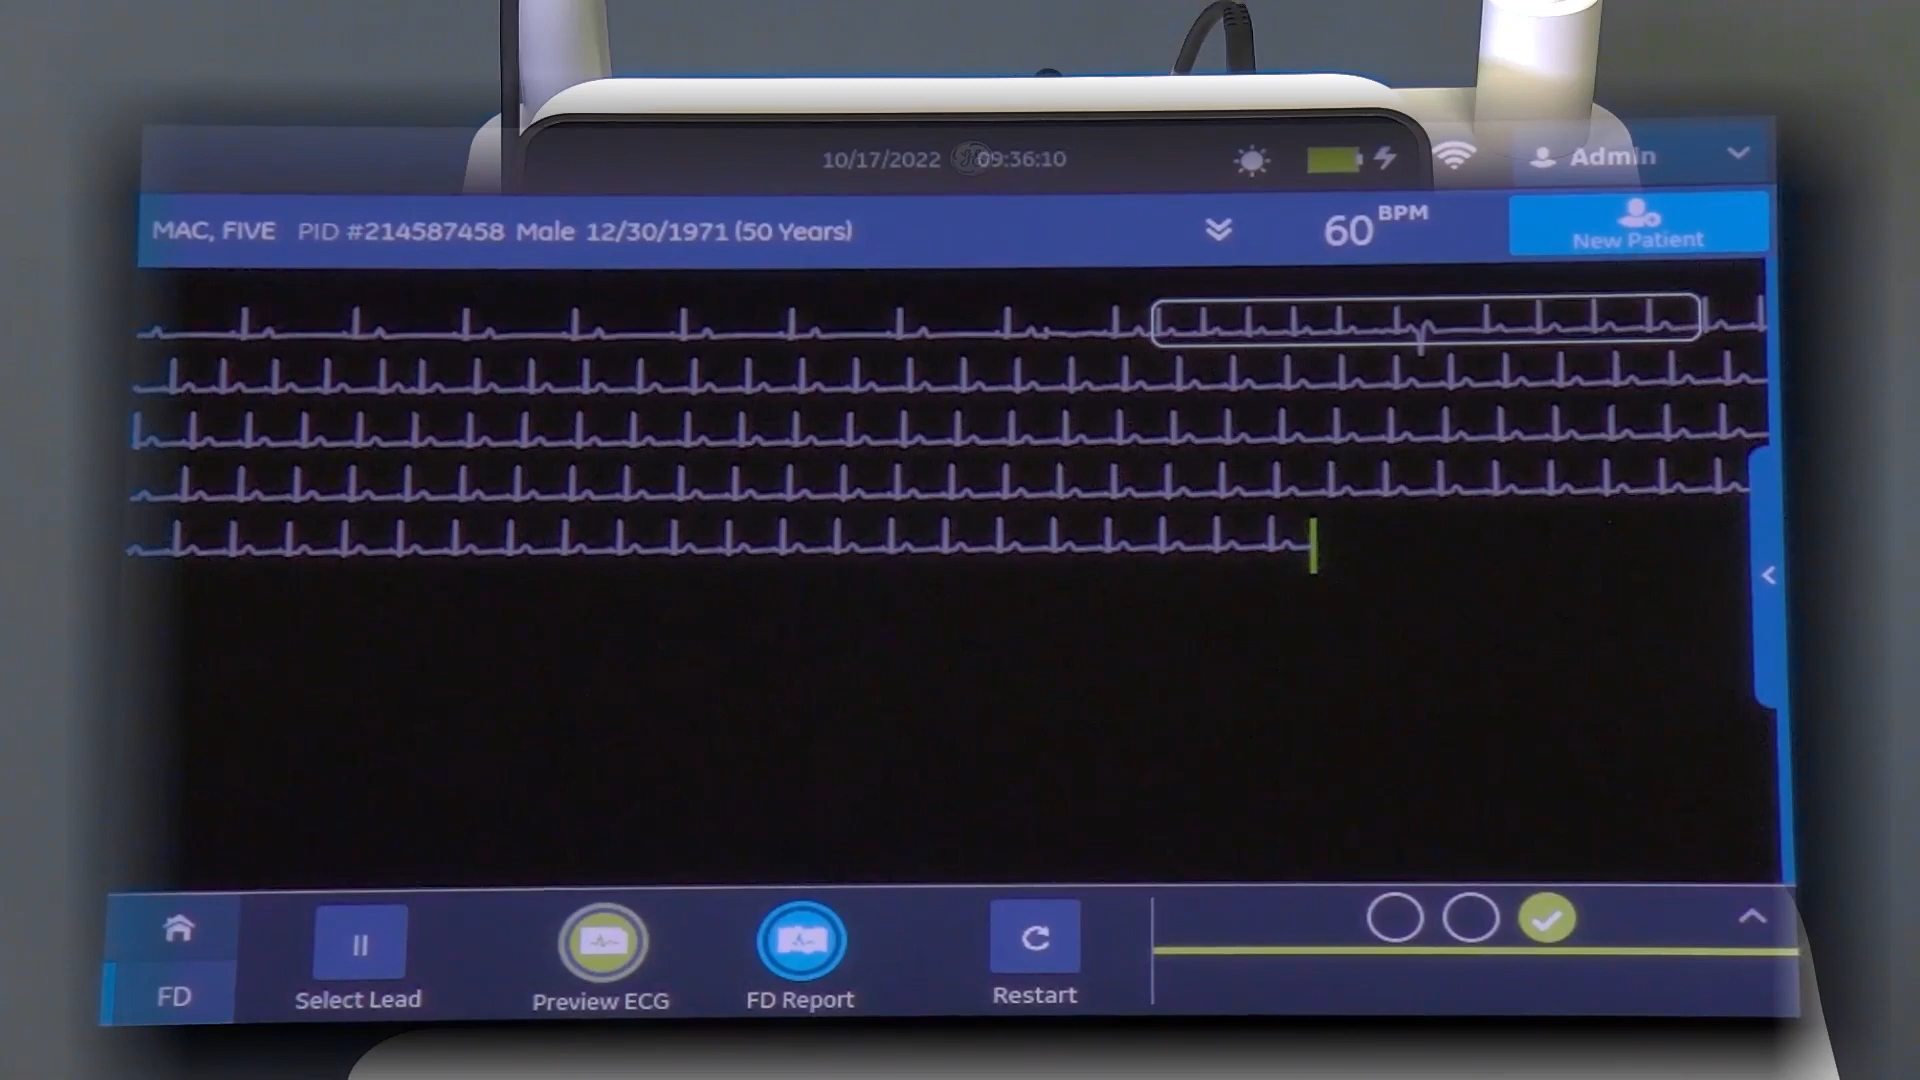 10/17/2022 09:36:10
Admin
MAC, FIVE PID #214587458 Male 12/30/1971 (50 Years)
60 BPM
New Patient
FD
Select Lead
Preview ECG
FD Report
Restart